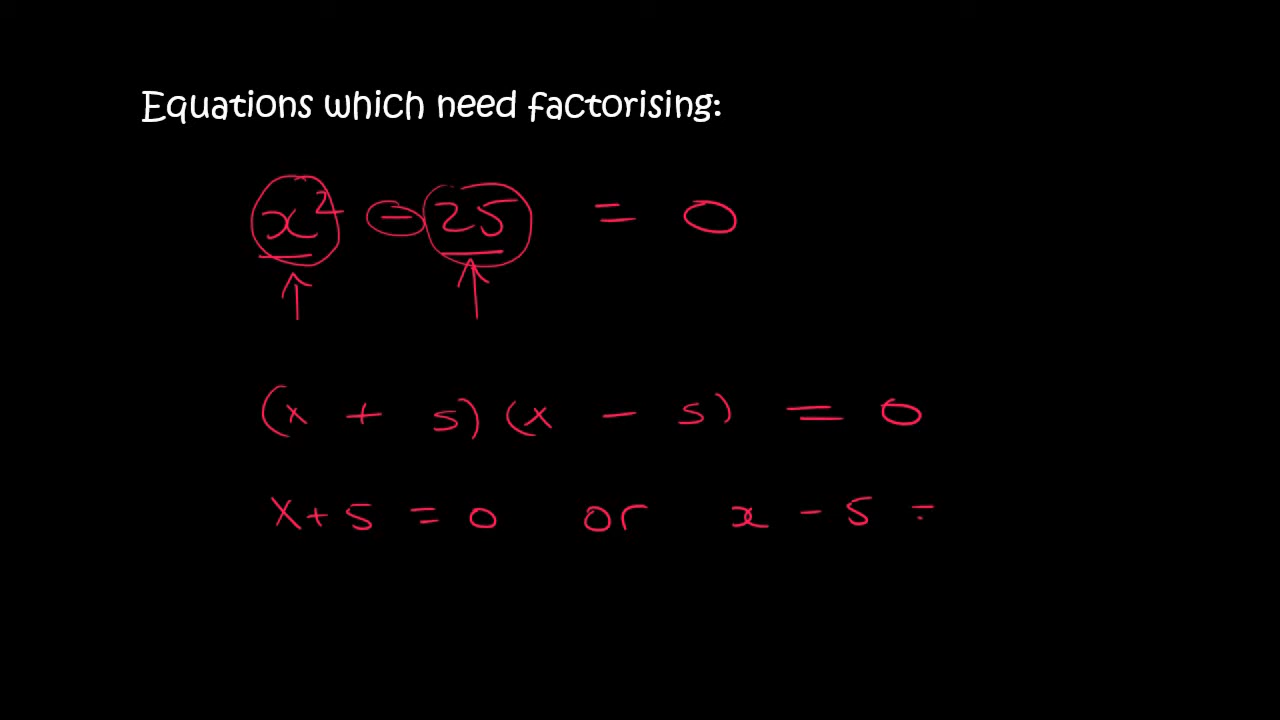 Equations which need factorising:
x² - 25 = 0
(x + 5)(x - 5) = 0
x + 5 = 0 or x - 5 =